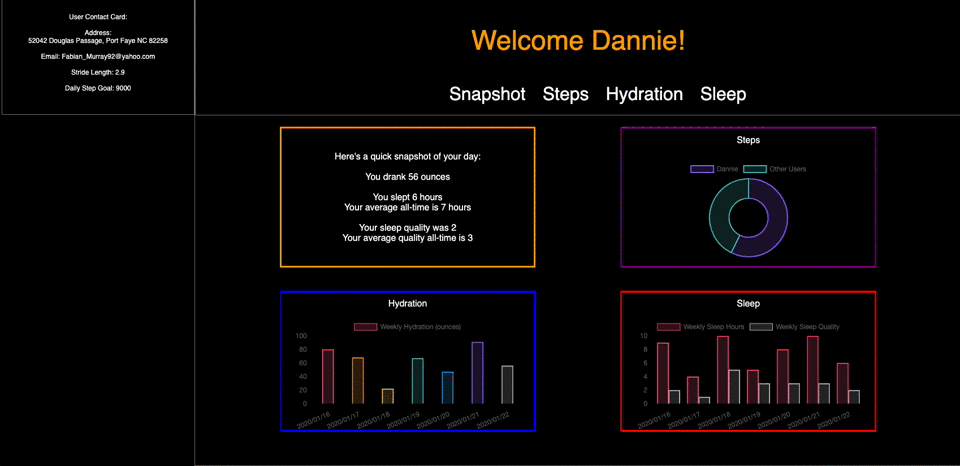 User Contact Card:
Address:
52042 Douglas Passage, Port Faye NC 82258
Email: Fabian_Murray92@yahoo.com
Stride Length: 2.9
Daily Step Goal: 9000
Welcome Dannie!
Snapshot Steps Hydration Sleep
Here's a quick snapshot of your day:
You drank 56 ounces
You slept 6 hours
Your average all-time is 7 hours
Your sleep quality was 2
Your average quality all-time is 3
Steps
Dannie Other Users
Hydration
Weekly Hydration (ounces)
100
80
60
40
20
0
2020/01/16 2020/01/17 2020/01/18 2020/01/19 2020/01/20 2020/01/21 2020/01/22
Sleep
Weekly Sleep Hours Weekly Sleep Quality
10
8
6
4
2
0
2020/01/16 2020/01/17 2020/01/18 2020/01/19 2020/01/20 2020/01/21 2020/01/22